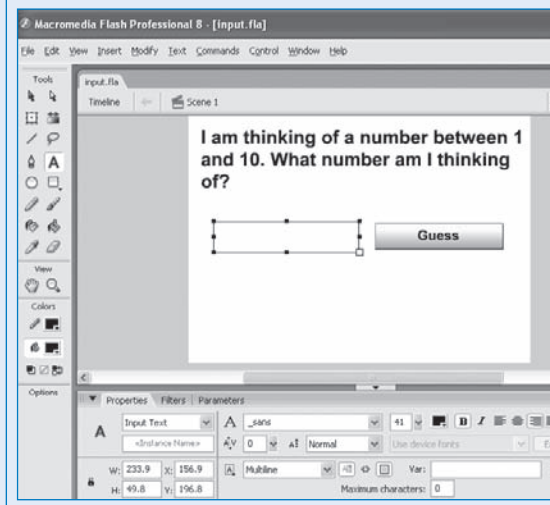 Macromedia Flash Professional 8 - [input.fla]
File Edit View Insert Modify Text Commands Control Window Help
Tools
input.fla
Timeline Scene 1
I am thinking of a number between 1
and 10. What number am I thinking
of?
Guess
View
Colors
Options
Properties Filters Parameters
Input Text A _sans 41 B I
A <Instance Name> A V 0 Normal Use device fonts
W: 233.9 X: 156.9 Multiline Var:
H: 49.8 Y: 196.8 Maximum characters: 0